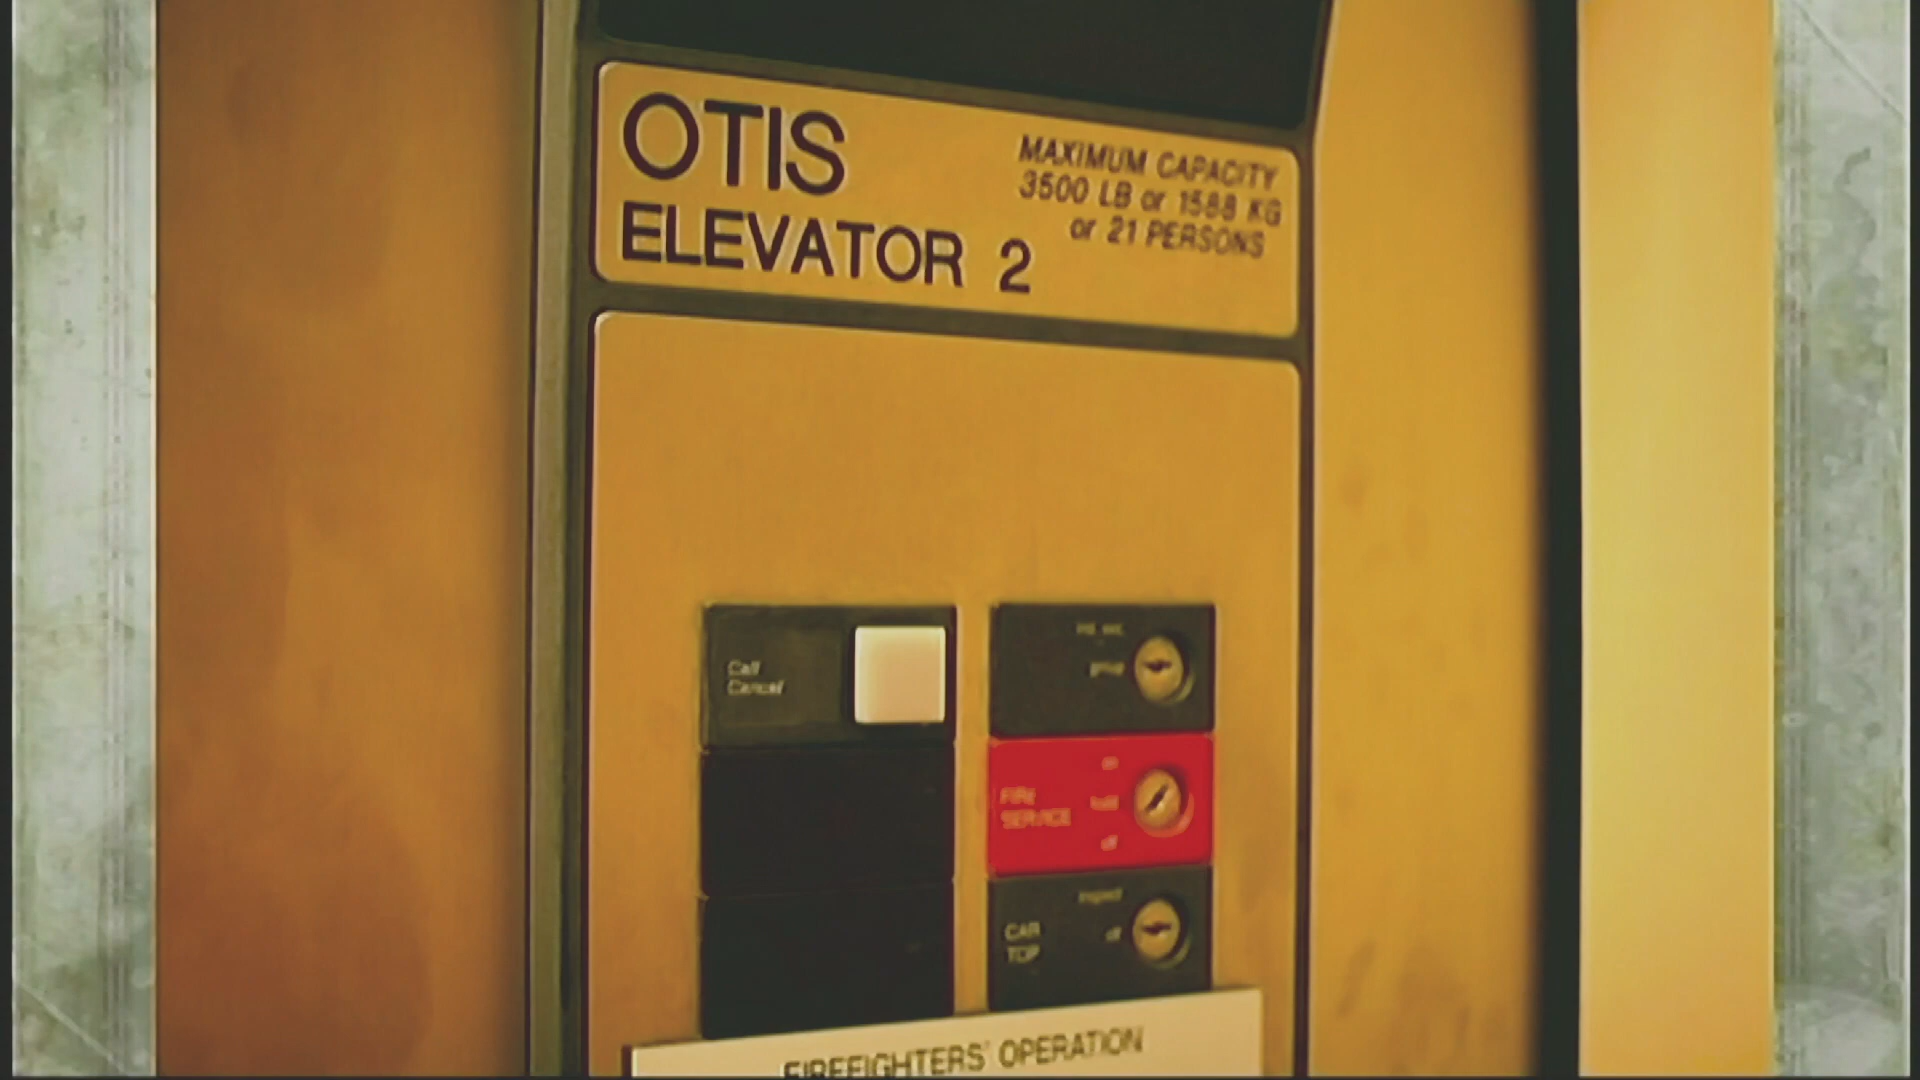 OTIS
ELEVATOR 2
MAXIMUM CAPACITY
3500 LB or 1588 KG
or 21 PERSONS
Call
Cancel
FIRE
SERVICE
on
hold
off
inspect
CAR
TOP
off
FIREFIGHTERS' OPERATION